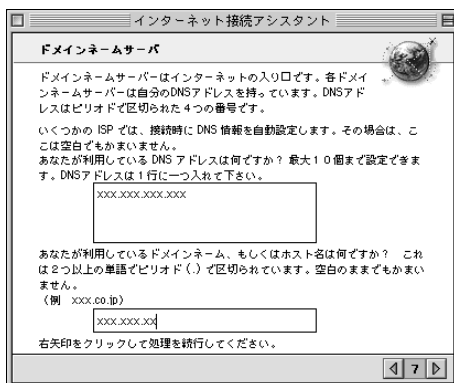 インターネット接続アシスタント
ドメインネームサーバ
ドメインネームサーバーはインターネットの入り口です。各ドメイ
ンネームサーバーは自分のDNSアドレスを持っています。DNSアド
レスはピリオドで区切られた4つの番号です。
いくつかの ISP では、接続時に DNS 情報を自動設定します。その場合は、こ
こは空白でもかまいません。
あなたが利用している DNS アドレスは何ですか? 最大10個まで設定できま
す。DNSアドレスは1行に一つ入れて下さい。
xxx.xxx.xxx.xxx
あなたが利用しているドメインネーム、もしくはホスト名は何ですか? これ
は2つ以上の単語でピリオド(.)で区切られています。空白のままでもかまい
ません。
(例 xxx.co.jp)
xxx.xxx.xx
右矢印をクリックして処理を続行してください。
7